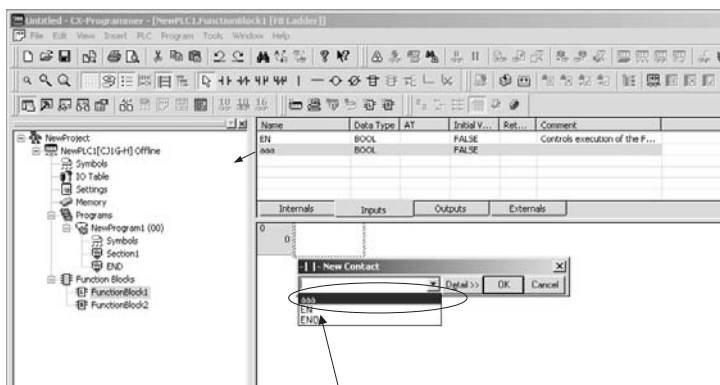 Untitled - CX-Programmer - [NewPLC1.FunctionBlock1 [FB Ladder]]
File Edit View Insert PLC Program Tools Window Help
NewProject
NewPLC1[CJ1G-H] Offline
Symbols
IO Table
Settings
Memory
Programs
NewProgram1 (00)
Symbols
Section1
END
Function Blocks
FunctionBlock1
FunctionBlock2
Name Data Type AT Initial V... Ret... Comment
EN BOOL FALSE Controls execution of the F...
aaa BOOL FALSE
Internals Inputs Outputs Externals
0
0
New Contact
Detail >> OK Cancel
aaa
EN
END